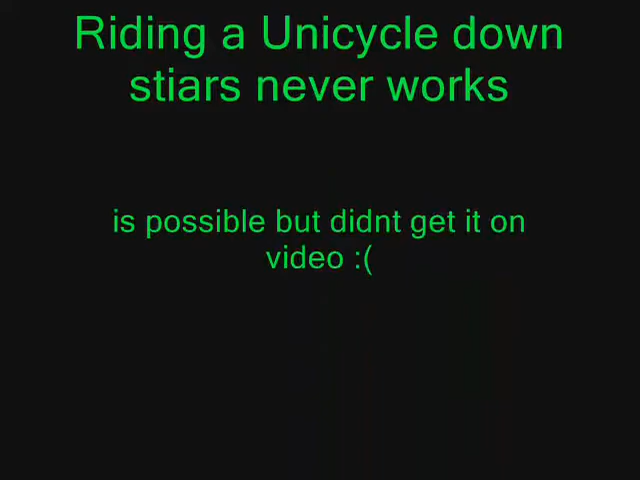 Riding a Unicycle down
stiars never works
is possible but didnt get it on
video :(